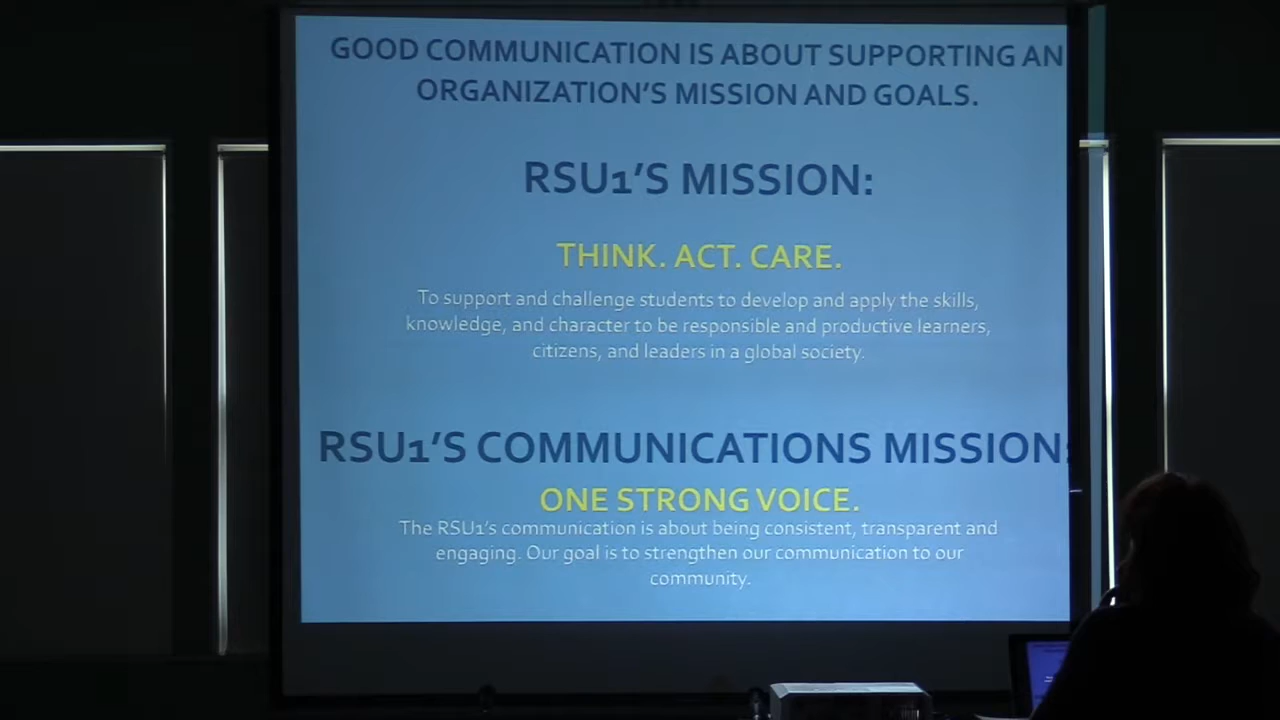 GOOD COMMUNICATION IS ABOUT SUPPORTING AN
ORGANIZATION'S MISSION AND GOALS.
RSU1'S MISSION:
THINK. ACT. CARE.
To support and challenge students to develop and apply the skills,
knowledge, and character to be responsible and productive learners,
citizens, and leaders in a global society.
RSU1'S COMMUNICATIONS MISSION:
ONE STRONG VOICE.
The RSU1's communication is about being consistent, transparent and
engaging. Our goal is to strengthen our communication to our
community.